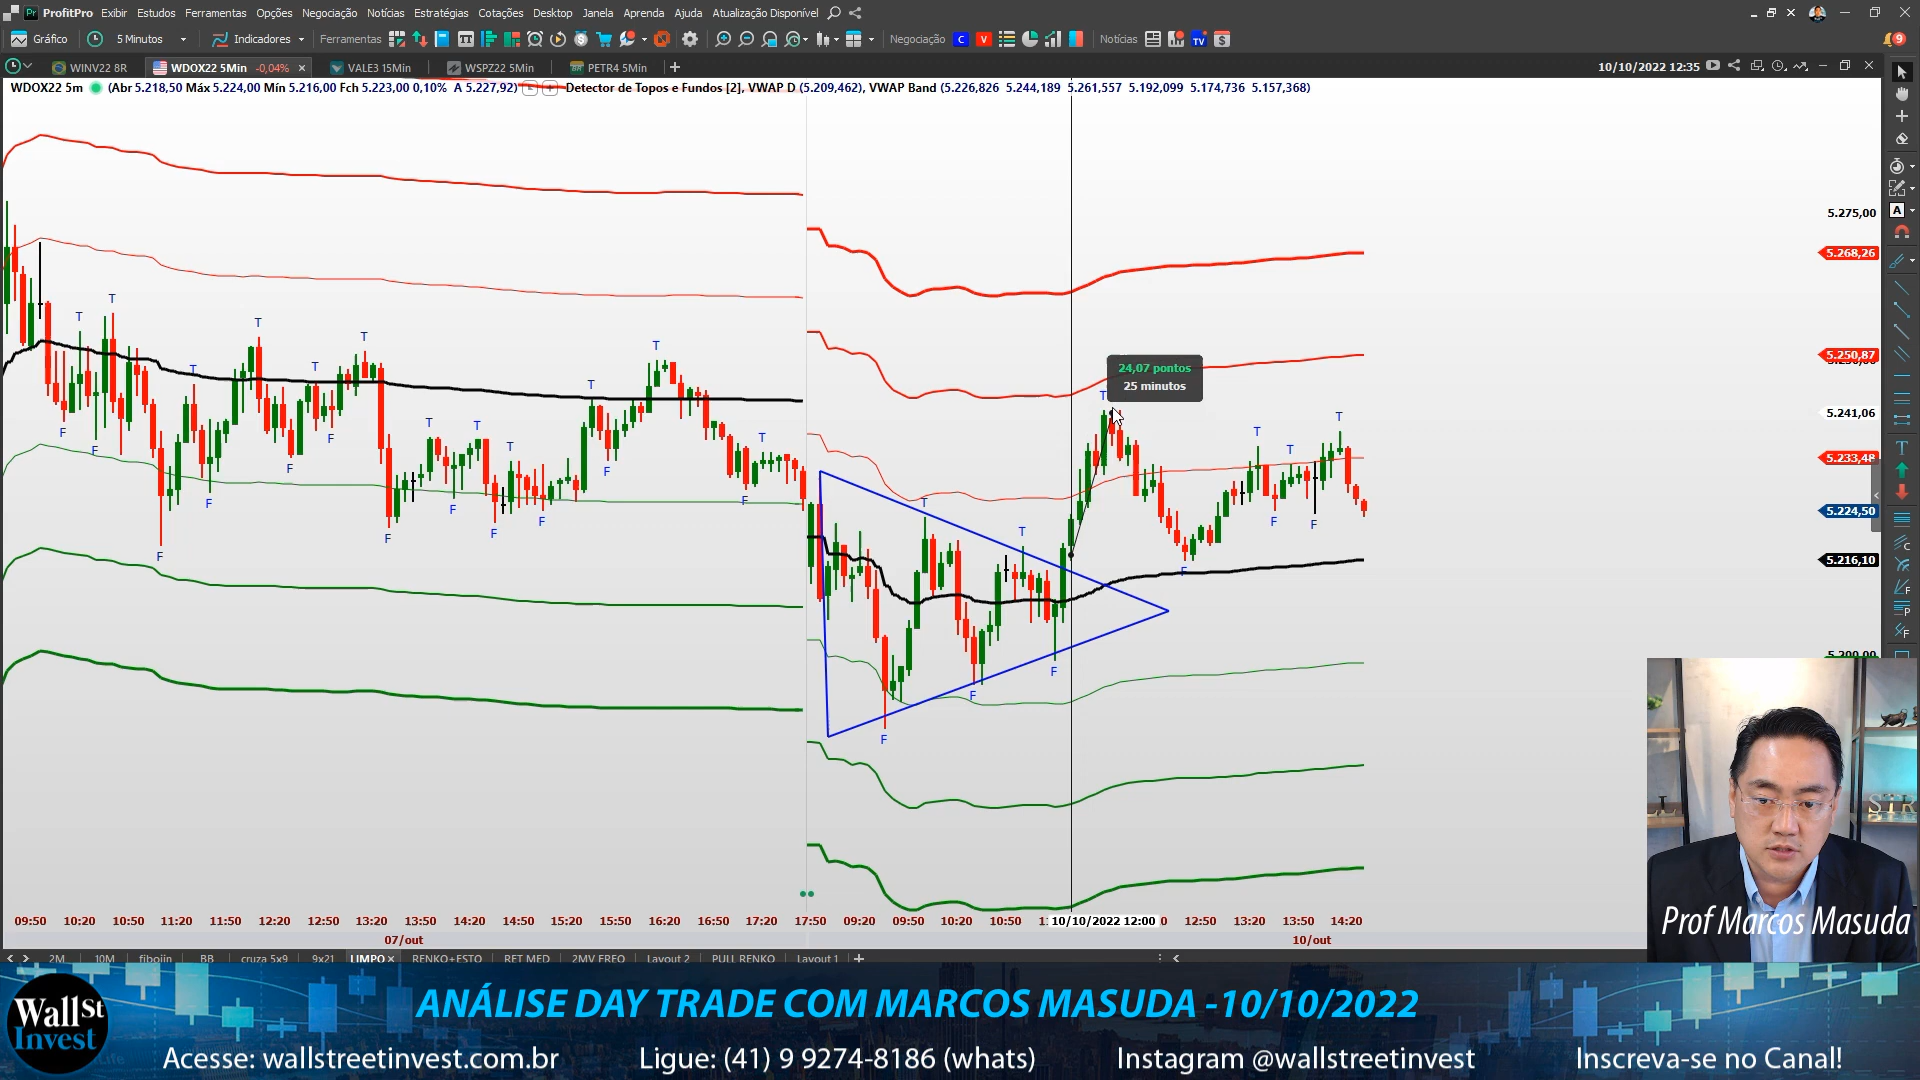 ProfitPro Exibir Estudos Ferramentas Opções Negociação Notícias Estratégias Cotações Desktop Janela Aprenda Ajuda Atualização Disponível
Gráfico 5 Minutos Indicadores Ferramentas Negociação C V Notícias TV 9
WINV22 8R WDOX22 5Min -0,04% × VALE3 15Min WSPZ22 5Min PETR4 5Min + 10/10/2022 12:35
WDOX22 5m (Abr 5.218,50 Máx 5.224,00 Mín 5.216,00 Fch 5.223,00 0,10% A 5.227,92) Detector de Topos e Fundos [2], VWAP D (5.209,462), VWAP Band (5.226,826 5.244,189 5.261,557 5.192,099 5.174,736 5.157,368)
5.275,00
5.268,26
5.250,87
24,07 pontos
25 minutos
5.241,06
5.233,48
5.224,50
5.216,10
09:50 10:20 10:50 11:20 11:50 12:20 12:50 13:20 13:50 14:20 14:50 15:20 15:50 16:20 16:50 17:20 17:50 09:20 09:50 10:20 10:50 10/10/2022 12:00 12:50 13:20 13:50 14:20
07/out 10/out
2M 10M fibojin BB cruza 5x9 9x21 LIMPO × RENKO+ESTO RET MED 2MV FREQ Layout 2 PULL RENKO Layout 1 +
Prof Marcos Masuda
Wall St
Invest
ANÁLISE DAY TRADE COM MARCOS MASUDA -10/10/2022
Acesse: wallstreetinvest.com.br Ligue: (41) 9 9274-8186 (whats) Instagram @wallstreetinvest Inscreva-se no Canal!